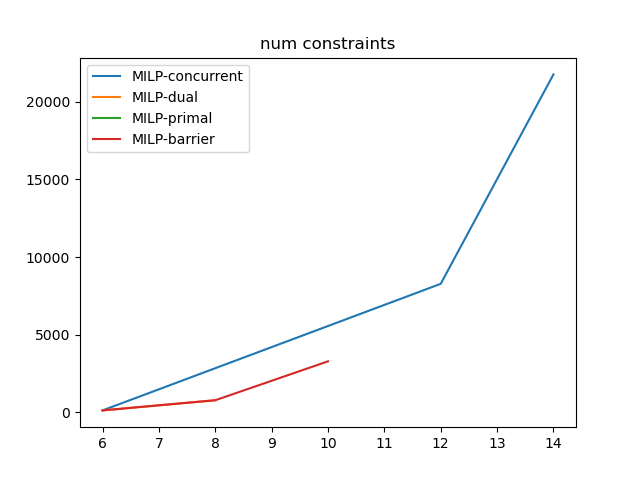 num constraints
MILP-concurrent
MILP-dual
MILP-primal
MILP-barrier
20000
15000
10000
5000
0
6 7 8 9 10 11 12 13 14